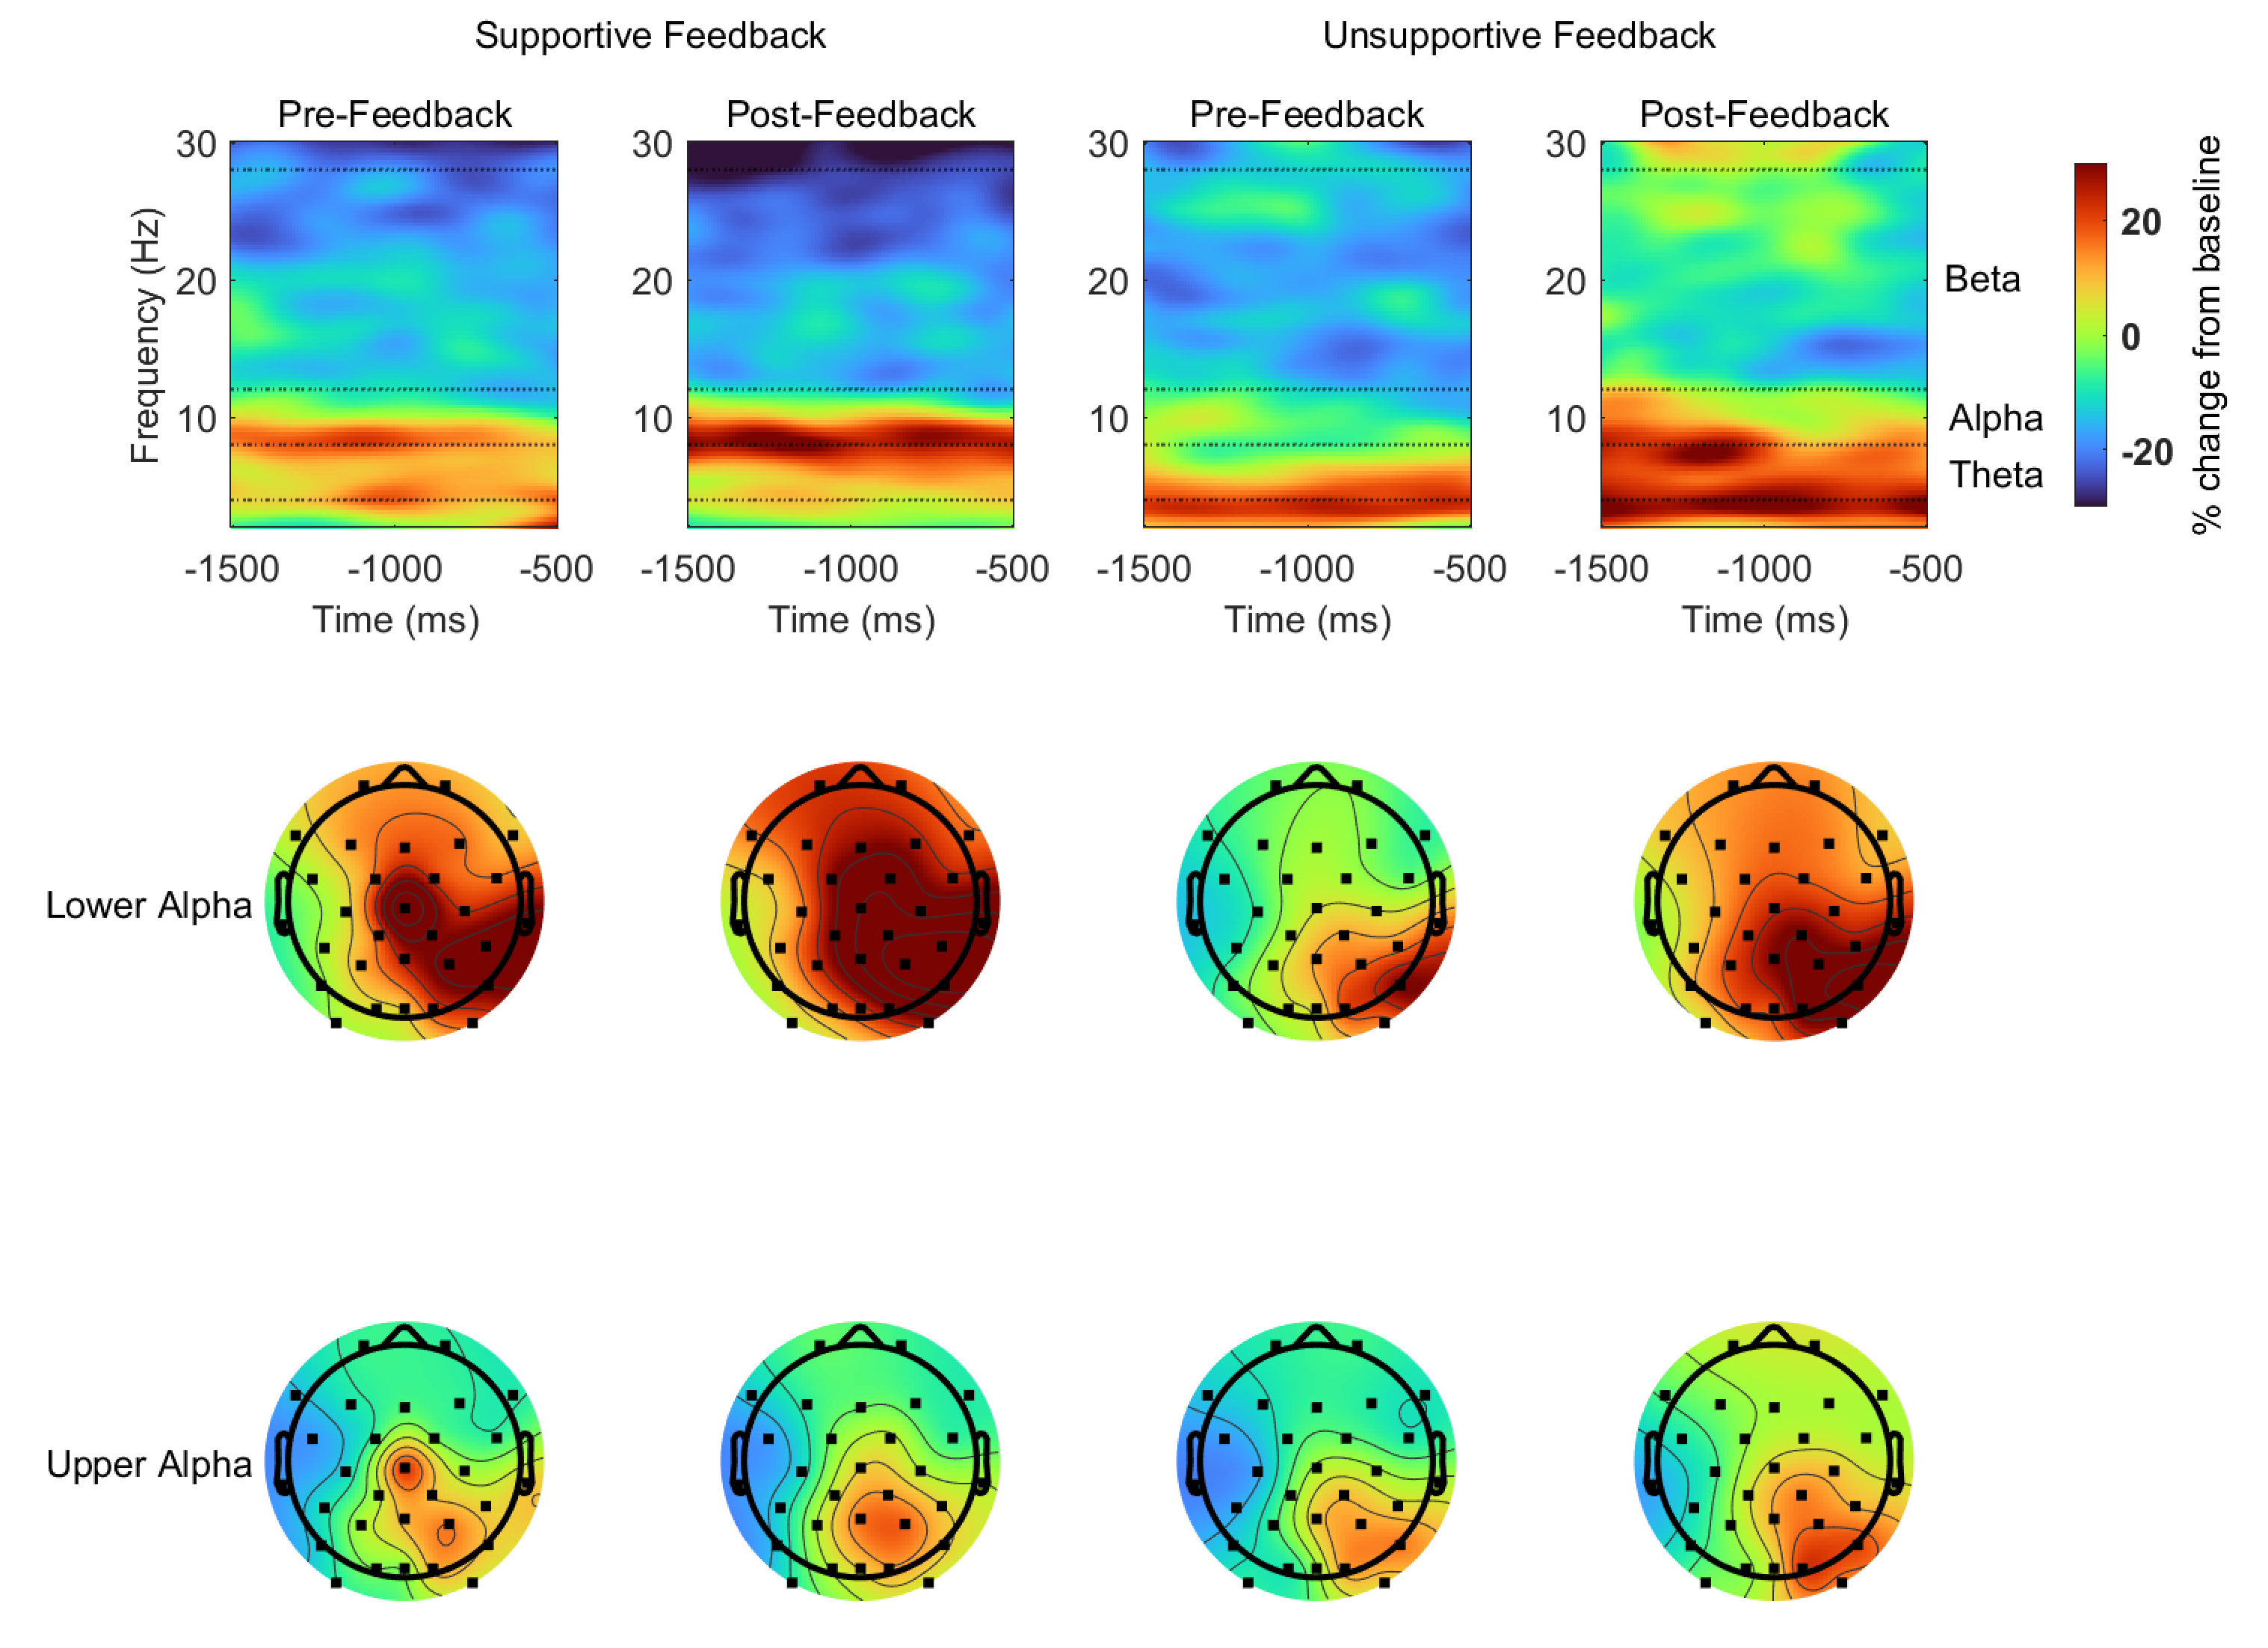 Supportive Feedback
Unsupportive Feedback
Pre-Feedback
Post-Feedback
Pre-Feedback
Post-Feedback
Frequency (Hz)
30
20
10
-1500 -1000 -500
Time (ms)
30
20
10
-1500 -1000 -500
Time (ms)
30
20
10
-1500 -1000 -500
Time (ms)
30
20
10
-1500 -1000 -500
Time (ms)
Beta
Alpha
Theta
20
0
-20
% change from baseline
Lower Alpha
Upper Alpha